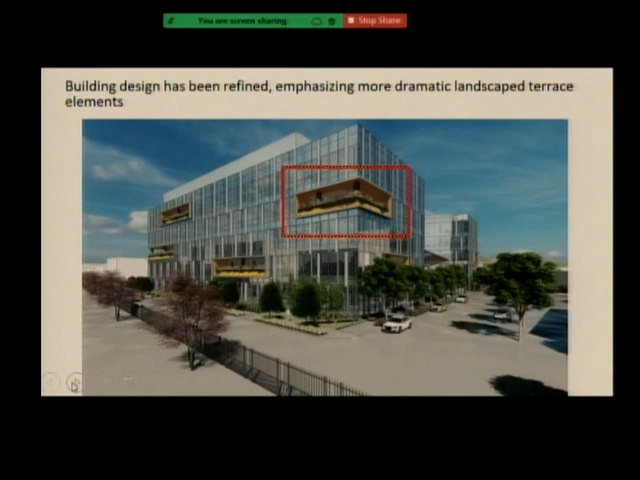 You are screen sharing
Stop Share
Building design has been refined, emphasizing more dramatic landscaped terrace
elements